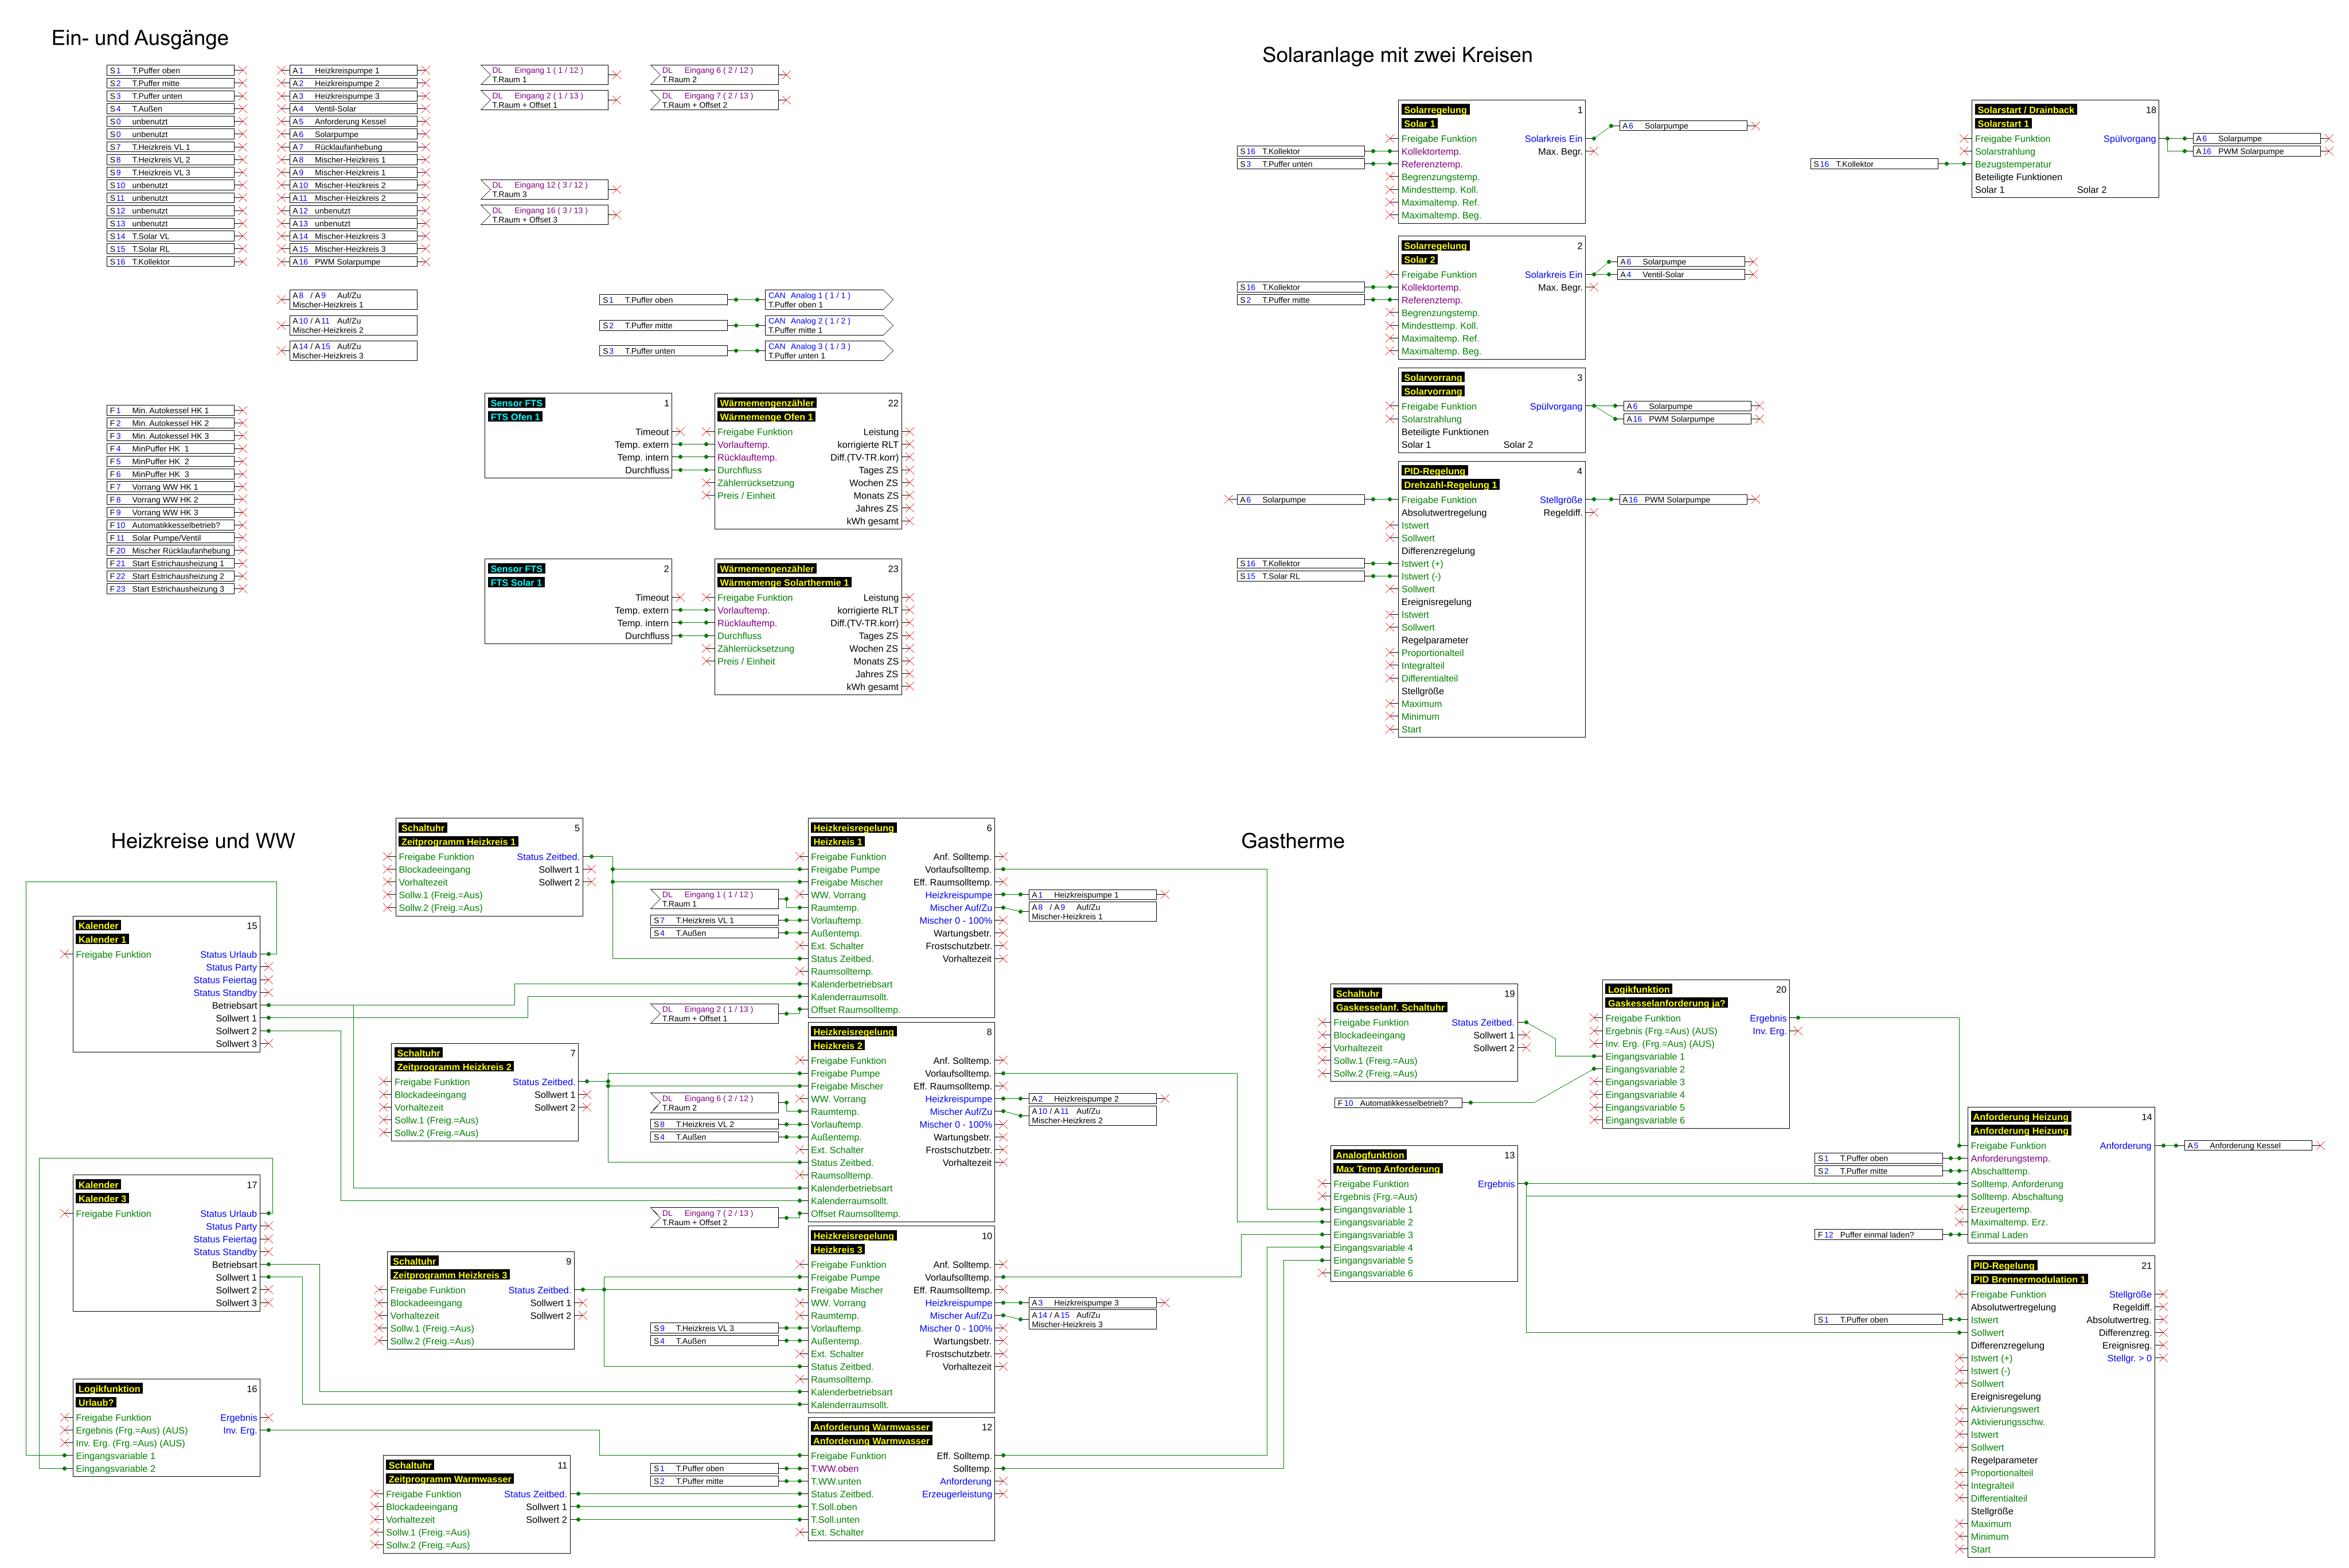 Ein- und Ausgänge
S1 T.Puffer oben
S2 T.Puffer mitte
S3 T.Puffer unten
S4 T.Außen
S0 unbenutzt
S0 unbenutzt
S7 T.Heizkreis VL 1
S8 T.Heizkreis VL 2
S9 T.Heizkreis VL 3
S10 unbenutzt
S11 unbenutzt
S12 unbenutzt
S13 unbenutzt
S14 T.Solar VL
S15 T.Solar RL
S16 T.Kollektor
A1 Heizkreispumpe 1
A2 Heizkreispumpe 2
A3 Heizkreispumpe 3
A4 Ventil-Solar
A5 Anforderung Kessel
A6 Solarpumpe
A7 Rücklaufanhebung
A8 Mischer-Heizkreis 1
A9 Mischer-Heizkreis 1
A10 Mischer-Heizkreis 2
A11 Mischer-Heizkreis 2
A12 unbenutzt
A13 unbenutzt
A14 Mischer-Heizkreis 3
A15 Mischer-Heizkreis 3
A16 PWM Solarpumpe
A8 / A9 Auf/Zu
Mischer-Heizkreis 1
A10 / A11 Auf/Zu
Mischer-Heizkreis 2
A14 / A15 Auf/Zu
Mischer-Heizkreis 3
DL Eingang 1 ( 1 / 12 )
T.Raum 1
DL Eingang 2 ( 1 / 13 )
T.Raum + Offset 1
DL Eingang 6 ( 2 / 12 )
T.Raum 2
DL Eingang 7 ( 2 / 13 )
T.Raum + Offset 2
DL Eingang 12 ( 3 / 12 )
T.Raum 3
DL Eingang 16 ( 3 / 13 )
T.Raum + Offset 3
S1 T.Puffer oben
CAN Analog 1 ( 1 / 1 )
T.Puffer oben 1
S2 T.Puffer mitte
CAN Analog 2 ( 1 / 2 )
T.Puffer mitte 1
S3 T.Puffer unten
CAN Analog 3 ( 1 / 3 )
T.Puffer unten 1
F1 Min. Autokessel HK 1
F2 Min. Autokessel HK 2
F3 Min. Autokessel HK 3
F4 MinPuffer HK 1
F5 MinPuffer HK 2
F6 MinPuffer HK 3
F7 Vorrang WW HK 1
F8 Vorrang WW HK 2
F9 Vorrang WW HK 3
F10 Automatikkesselbetrieb?
F11 Solar Pumpe/Ventil
F20 Mischer Rücklaufanhebung
F21 Start Estrichausheizung 1
F22 Start Estrichausheizung 2
F23 Start Estrichausheizung 3
Sensor FTS 1
FTS Ofen 1
Timeout
Temp. extern
Temp. intern
Durchfluss
Wärmemengenzähler 22
Wärmemenge Ofen 1
Freigabe Funktion Leistung
Vorlauftemp. korrigierte RLT
Rücklauftemp. Diff.(TV-TR.korr)
Durchfluss Tages ZS
Zählerrücksetzung Wochen ZS
Preis / Einheit Monats ZS
Jahres ZS
kWh gesamt
Sensor FTS 2
FTS Solar 1
Timeout
Temp. extern
Temp. intern
Durchfluss
Wärmemengenzähler 23
Wärmemenge Solarthermie 1
Freigabe Funktion Leistung
Vorlauftemp. korrigierte RLT
Rücklauftemp. Diff.(TV-TR.korr)
Durchfluss Tages ZS
Zählerrücksetzung Wochen ZS
Preis / Einheit Monats ZS
Jahres ZS
kWh gesamt
Solaranlage mit zwei Kreisen
Solarregelung 1
Solar 1
Freigabe Funktion Solarkreis Ein
Kollektortemp. Max. Begr.
Referenztemp.
Begrenzungstemp.
Mindesttemp. Koll.
Maximaltemp. Ref.
Maximaltemp. Beg.
S16 T.Kollektor
S3 T.Puffer unten
A6 Solarpumpe
Solarregelung 2
Solar 2
Freigabe Funktion Solarkreis Ein
Kollektortemp. Max. Begr.
Referenztemp.
Begrenzungstemp.
Mindesttemp. Koll.
Maximaltemp. Ref.
Maximaltemp. Beg.
S16 T.Kollektor
S2 T.Puffer mitte
A6 Solarpumpe
A4 Ventil-Solar
Solarvorrang 3
Solarvorrang
Freigabe Funktion Spülvorgang
Solarstrahlung
Beteiligte Funktionen
Solar 1 Solar 2
A6 Solarpumpe
A16 PWM Solarpumpe
PID-Regelung 4
Drehzahl-Regelung 1
Freigabe Funktion Stellgröße
Absolutwertregelung Regeldiff.
Istwert
Sollwert
Differenzregelung
Istwert (+)
Istwert (-)
Sollwert
Ereignisregelung
Istwert
Sollwert
Regelparameter
Proportionalteil
Integralteil
Differentialteil
Stellgröße
Maximum
Minimum
Start
A6 Solarpumpe
S16 T.Kollektor
S15 T.Solar RL
A16 PWM Solarpumpe
Solarstart / Drainback 18
Solarstart 1
Freigabe Funktion Spülvorgang
Solarstrahlung
Bezugstemperatur
Beteiligte Funktionen
Solar 1 Solar 2
S16 T.Kollektor
A6 Solarpumpe
A16 PWM Solarpumpe
Heizkreise und WW
Kalender 15
Kalender 1
Freigabe Funktion Status Urlaub
Status Party
Status Feiertag
Status Standby
Betriebsart
Sollwert 1
Sollwert 2
Sollwert 3
Kalender 17
Kalender 3
Freigabe Funktion Status Urlaub
Status Party
Status Feiertag
Status Standby
Betriebsart
Sollwert 1
Sollwert 2
Sollwert 3
Logikfunktion 16
Urlaub?
Freigabe Funktion Ergebnis
Ergebnis (Frg.=Aus) (AUS) Inv. Erg.
Inv. Erg. (Frg.=Aus) (AUS)
Eingangsvariable 1
Eingangsvariable 2
Schaltuhr 5
Zeitprogramm Heizkreis 1
Freigabe Funktion Status Zeitbed.
Blockadeeingang Sollwert 1
Vorhaltezeit Sollwert 2
Sollw.1 (Freig.=Aus)
Sollw.2 (Freig.=Aus)
Schaltuhr 7
Zeitprogramm Heizkreis 2
Freigabe Funktion Status Zeitbed.
Blockadeeingang Sollwert 1
Vorhaltezeit Sollwert 2
Sollw.1 (Freig.=Aus)
Sollw.2 (Freig.=Aus)
Schaltuhr 9
Zeitprogramm Heizkreis 3
Freigabe Funktion Status Zeitbed.
Blockadeeingang Sollwert 1
Vorhaltezeit Sollwert 2
Sollw.1 (Freig.=Aus)
Sollw.2 (Freig.=Aus)
Schaltuhr 11
Zeitprogramm Warmwasser
Freigabe Funktion Status Zeitbed.
Blockadeeingang Sollwert 1
Vorhaltezeit Sollwert 2
Sollw.1 (Freig.=Aus)
Sollw.2 (Freig.=Aus)
DL Eingang 1 ( 1 / 12 )
T.Raum 1
S7 T.Heizkreis VL 1
S4 T.Außen
DL Eingang 2 ( 1 / 13 )
T.Raum + Offset 1
Heizkreisregelung 6
Heizkreis 1
Freigabe Funktion Anf. Solltemp.
Freigabe Pumpe Vorlaufsolltemp.
Freigabe Mischer Eff. Raumsolltemp.
WW. Vorrang Heizkreispumpe
Raumtemp. Mischer Auf/Zu
Vorlauftemp. Mischer 0 - 100%
Außentemp. Wartungsbetr.
Ext. Schalter Frostschutzbetr.
Status Zeitbed. Vorhaltezeit
Raumsolltemp.
Kalenderbetriebsart
Kalenderraumsollt.
Offset Raumsolltemp.
A1 Heizkreispumpe 1
A8 / A9 Auf/Zu
Mischer-Heizkreis 1
DL Eingang 6 ( 2 / 12 )
T.Raum 2
S8 T.Heizkreis VL 2
S4 T.Außen
DL Eingang 7 ( 2 / 13 )
T.Raum + Offset 2
Heizkreisregelung 8
Heizkreis 2
Freigabe Funktion Anf. Solltemp.
Freigabe Pumpe Vorlaufsolltemp.
Freigabe Mischer Eff. Raumsolltemp.
WW. Vorrang Heizkreispumpe
Raumtemp. Mischer Auf/Zu
Vorlauftemp. Mischer 0 - 100%
Außentemp. Wartungsbetr.
Ext. Schalter Frostschutzbetr.
Status Zeitbed. Vorhaltezeit
Raumsolltemp.
Kalenderbetriebsart
Kalenderraumsollt.
Offset Raumsolltemp.
A2 Heizkreispumpe 2
A10 / A11 Auf/Zu
Mischer-Heizkreis 2
S9 T.Heizkreis VL 3
S4 T.Außen
Heizkreisregelung 10
Heizkreis 3
Freigabe Funktion Anf. Solltemp.
Freigabe Pumpe Vorlaufsolltemp.
Freigabe Mischer Eff. Raumsolltemp.
WW. Vorrang Heizkreispumpe
Raumtemp. Mischer Auf/Zu
Vorlauftemp. Mischer 0 - 100%
Außentemp. Wartungsbetr.
Ext. Schalter Frostschutzbetr.
Status Zeitbed. Vorhaltezeit
Raumsolltemp.
Kalenderbetriebsart
Kalenderraumsollt.
A3 Heizkreispumpe 3
A14 / A15 Auf/Zu
Mischer-Heizkreis 3
S1 T.Puffer oben
S2 T.Puffer mitte
Anforderung Warmwasser 12
Anforderung Warmwasser
Freigabe Funktion Eff. Solltemp.
T.WW.oben Solltemp.
T.WW.unten Anforderung
Status Zeitbed. Erzeugerleistung
T.Soll.oben
T.Soll.unten
Ext. Schalter
Gastherme
Schaltuhr 19
Gaskesselanf. Schaltuhr
Freigabe Funktion Status Zeitbed.
Blockadeeingang Sollwert 1
Vorhaltezeit Sollwert 2
Sollw.1 (Freig.=Aus)
Sollw.2 (Freig.=Aus)
F10 Automatikkesselbetrieb?
Logikfunktion 20
Gaskesselanforderung ja?
Freigabe Funktion Ergebnis
Ergebnis (Frg.=Aus) (AUS) Inv. Erg.
Inv. Erg. (Frg.=Aus) (AUS)
Eingangsvariable 1
Eingangsvariable 2
Eingangsvariable 3
Eingangsvariable 4
Eingangsvariable 5
Eingangsvariable 6
Analogfunktion 13
Max Temp Anforderung
Freigabe Funktion Ergebnis
Ergebnis (Frg.=Aus)
Eingangsvariable 1
Eingangsvariable 2
Eingangsvariable 3
Eingangsvariable 4
Eingangsvariable 5
Eingangsvariable 6
S1 T.Puffer oben
S2 T.Puffer mitte
F12 Puffer einmal laden?
Anforderung Heizung 14
Anforderung Heizung
Freigabe Funktion Anforderung
Anforderungstemp.
Abschalttemp.
Solltemp. Anforderung
Solltemp. Abschaltung
Erzeugertemp.
Maximaltemp. Erz.
Einmal Laden
A5 Anforderung Kessel
S1 T.Puffer oben
PID-Regelung 21
PID Brennermodulation 1
Freigabe Funktion Stellgröße
Absolutwertregelung Regeldiff.
Istwert Absolutwertreg.
Sollwert Differenzreg.
Differenzregelung Ereignisreg.
Istwert (+) Stellgr. > 0
Istwert (-)
Sollwert
Ereignisregelung
Aktivierungswert
Aktivierungsschw.
Istwert
Sollwert
Regelparameter
Proportionalteil
Integralteil
Differentialteil
Stellgröße
Maximum
Minimum
Start